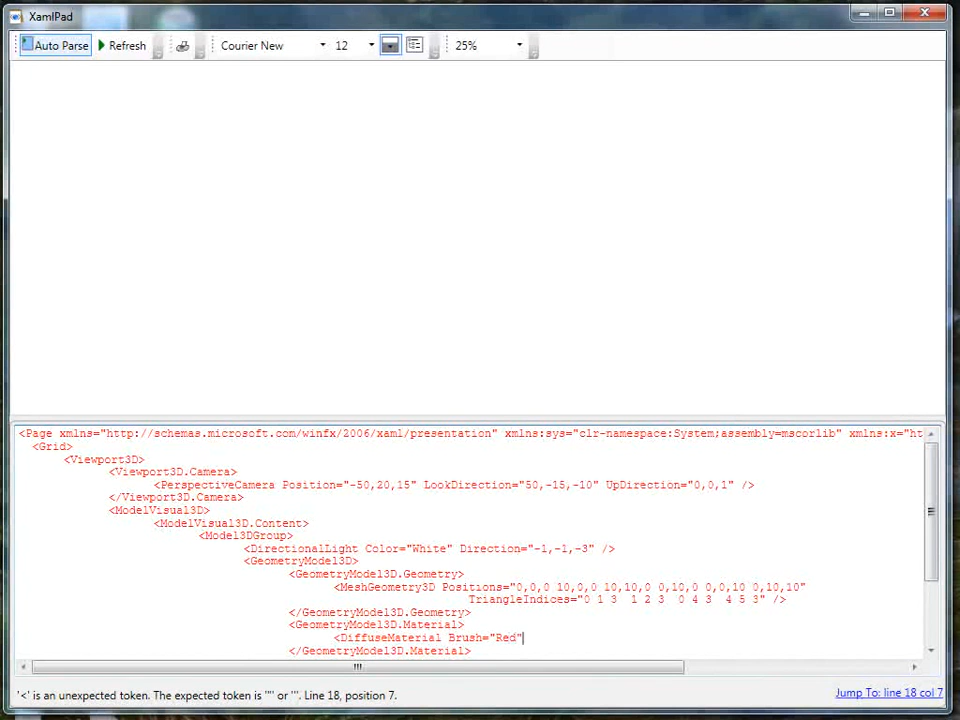 XamlPad
Auto Parse Refresh Courier New 12 25%
<Page xmlns="http://schemas.microsoft.com/winfx/2006/xaml/presentation" xmlns:sys="clr-namespace:System;assembly=mscorlib" xmlns:x="ht
<Grid>
<Viewport3D>
<Viewport3D.Camera>
<PerspectiveCamera Position="-50,20,15" LookDirection="50,-15,-10" UpDirection="0,0,1" />
</Viewport3D.Camera>
<ModelVisual3D>
<ModelVisual3D.Content>
<Model3DGroup>
<DirectionalLight Color="White" Direction="-1,-1,-3" />
<GeometryModel3D>
<GeometryModel3D.Geometry>
<MeshGeometry3D Positions="0,0,0 10,0,0 10,10,0 0,10,0 0,0,10 0,10,10"
TriangleIndices="0 1 3  1 2 3  0 4 3  4 5 3" />
</GeometryModel3D.Geometry>
<GeometryModel3D.Material>
<DiffuseMaterial Brush="Red"
</GeometryModel3D.Material>
'<' is an unexpected token. The expected token is '"' or '''. Line 18, position 7.
Jump To: line 18 col 7